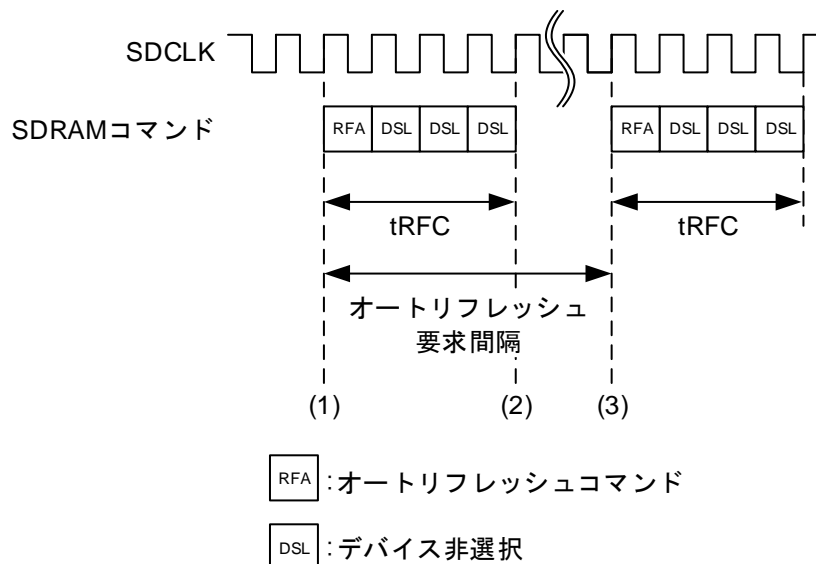 SDCLK
SDRAMコマンド
RFA DSL DSL DSL RFA DSL DSL DSL
tRFC tRFC
オートリフレッシュ
要求間隔
(1) (2) (3)
RFA :オートリフレッシュコマンド
DSL :デバイス非選択